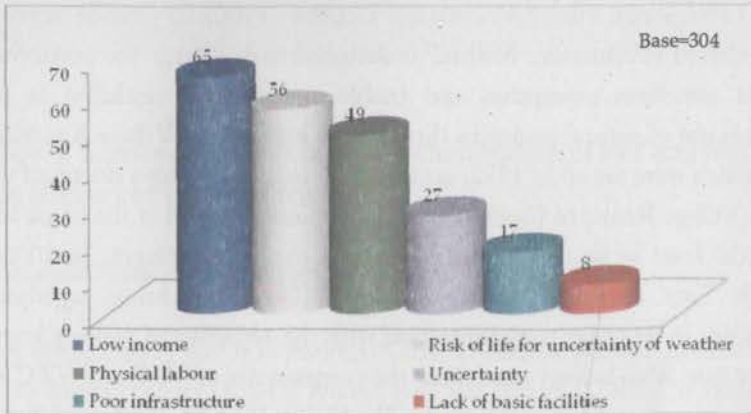 Base=304
70
60
50
40
30
20
10
0
65
56
49
27
17
8
Low income
Risk of life for uncertainty of weather
Physical labour
Uncertainty
Poor infrastructure
Lack of basic facilities